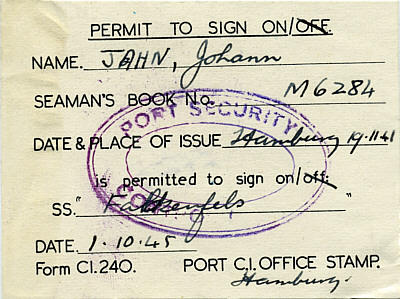 PERMIT TO SIGN ON/OFF.
NAME. JAHN, Johann
SEAMAN'S BOOK No. M6284
PORT SECURITY
DATE & PLACE OF ISSUE Hamburg 19.11.41
is permitted to sign on/off:
SS." Falkenfels "
DATE. 1.10.45
Form C1.240. PORT C.I. OFFICE STAMP.
Hamburg.